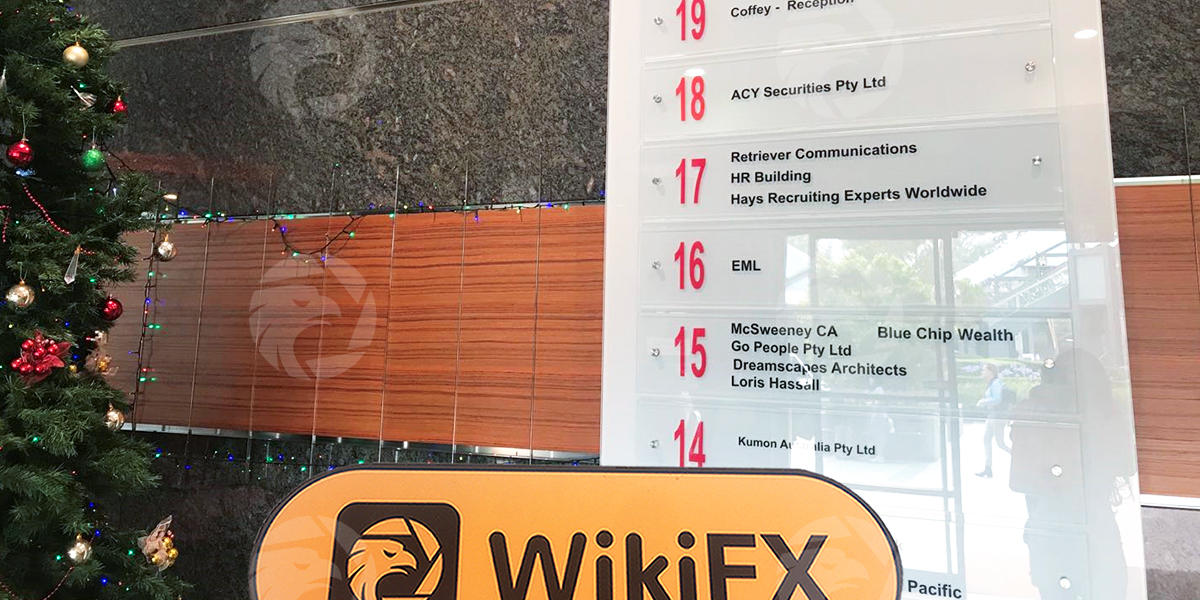 19 Coffey - Reception
18 ACY Securities Pty Ltd
17 Retriever Communications
HR Building
Hays Recruiting Experts Worldwide
16 EML
15 McSweeney CA Blue Chip Wealth
Go People Pty Ltd
Dreamscapes Architects
Loris Hassall
14 Kumon Australia Pty Ltd
WikiFX
Pacific